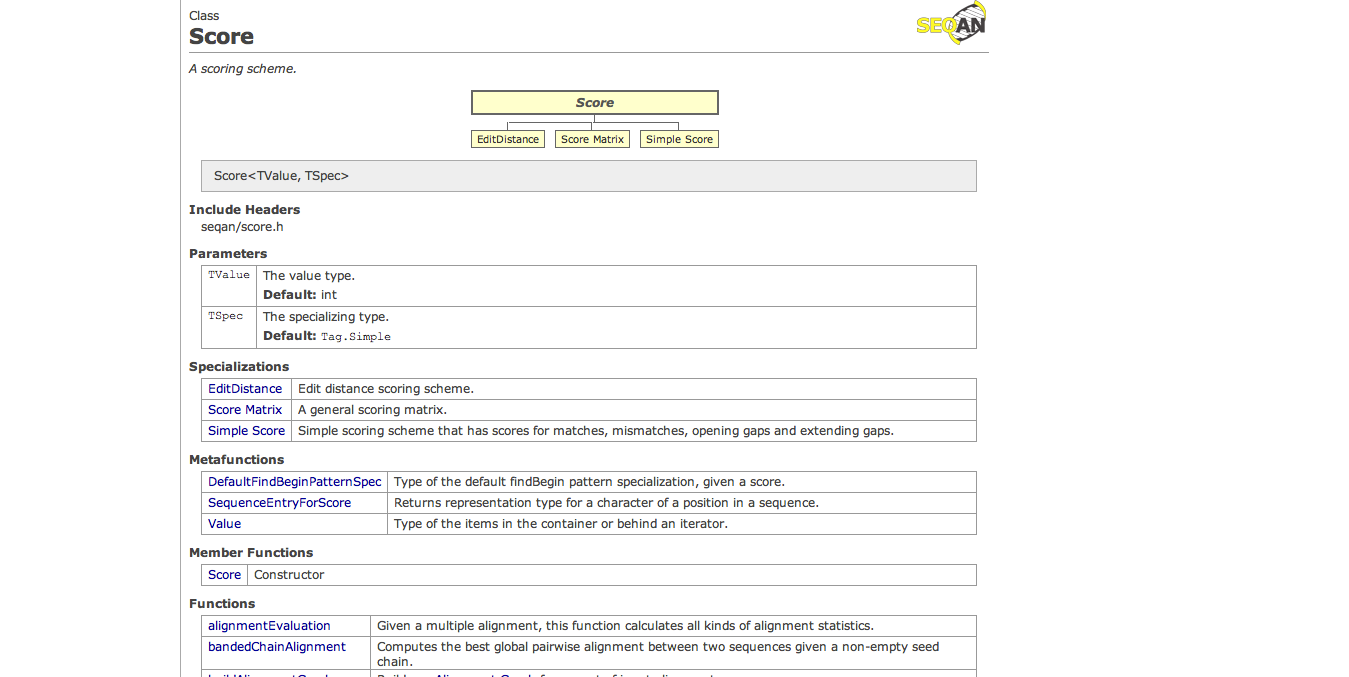 Class
Score
SEQAN
A scoring scheme.
Score
EditDistance Score Matrix Simple Score
Score<TValue, TSpec>
Include Headers
seqan/score.h
Parameters
TValue The value type.
Default: int
TSpec The specializing type.
Default: Tag.Simple
Specializations
EditDistance Edit distance scoring scheme.
Score Matrix A general scoring matrix.
Simple Score Simple scoring scheme that has scores for matches, mismatches, opening gaps and extending gaps.
Metafunctions
DefaultFindBeginPatternSpec Type of the default findBegin pattern specialization, given a score.
SequenceEntryForScore Returns representation type for a character of a position in a sequence.
Value Type of the items in the container or behind an iterator.
Member Functions
Score Constructor
Functions
alignmentEvaluation Given a multiple alignment, this function calculates all kinds of alignment statistics.
bandedChainAlignment Computes the best global pairwise alignment between two sequences given a non-empty seed
chain.